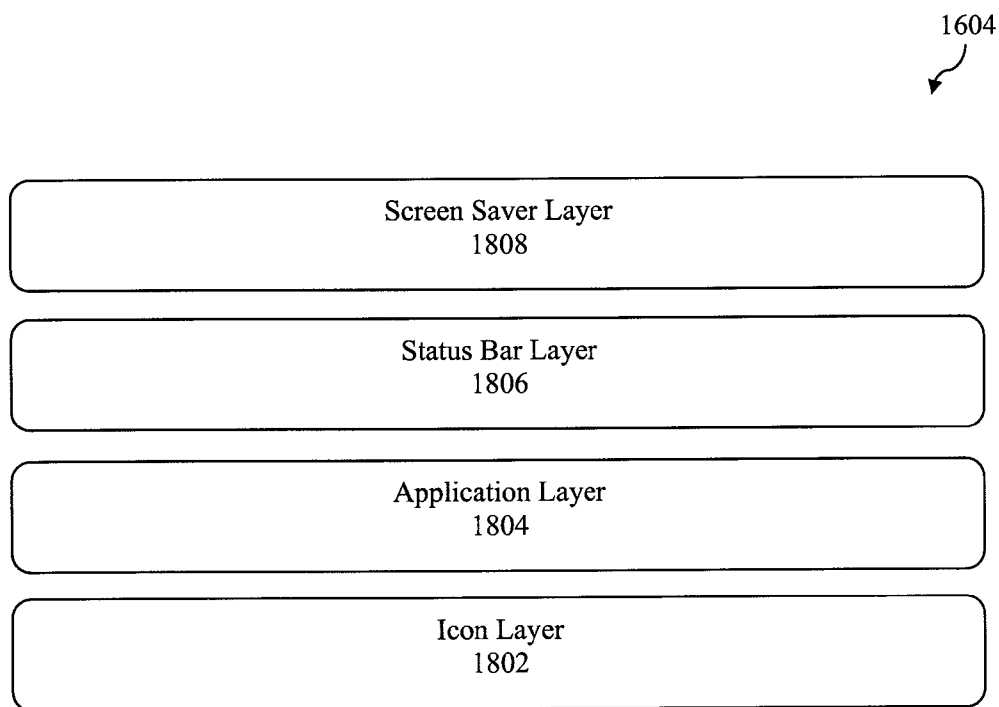 1604
Screen Saver Layer
1808
Status Bar Layer
1806
Application Layer
1804
Icon Layer
1802